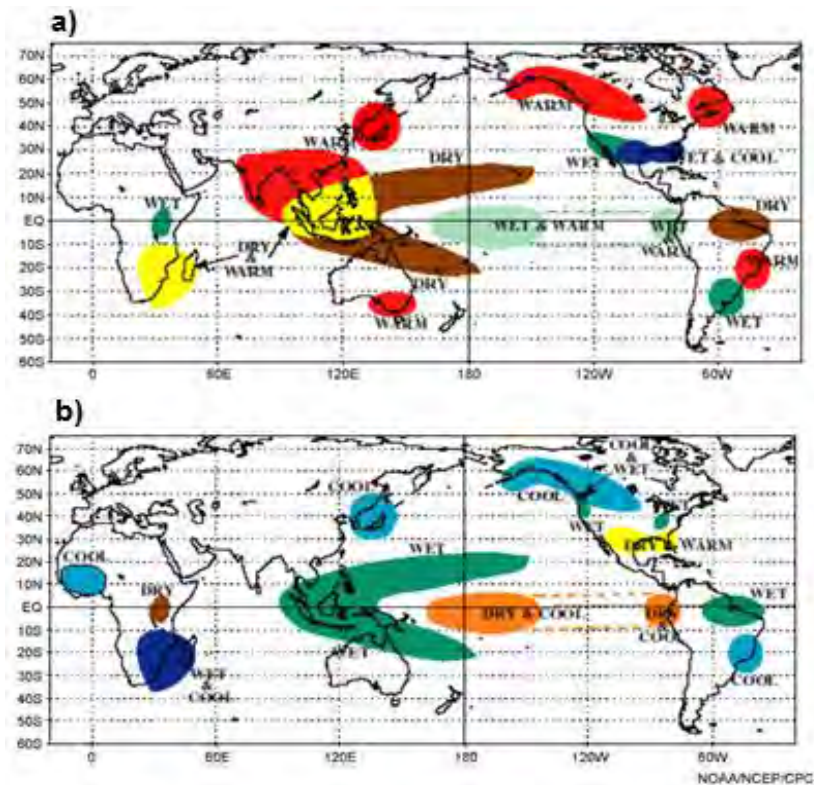 a)
70N
60N
50N
40N
30N
20N
10N
EQ
10S
20S
30S
40S
50S
60S
WARM
WARM
WARM
DRY
WET
WET & COOL
WET
WET & WARM
WET
WARM
DRY
DRY
&
WARM
DRY
WARM
WARM
WET
0
60E
120E
180
120W
60W
b)
70N
60N
50N
40N
30N
20N
10N
EQ
10S
20S
30S
40S
50S
60S
COOL
&
WET
COOL
COOL
WET
WET
DRY & WARM
COOL
DRY
DRY & COOL
DRY
COOL
WET
WET
WET
&
COOL
COOL
0
60E
120E
180
120W
60W
NOAA/NCEP/CPC